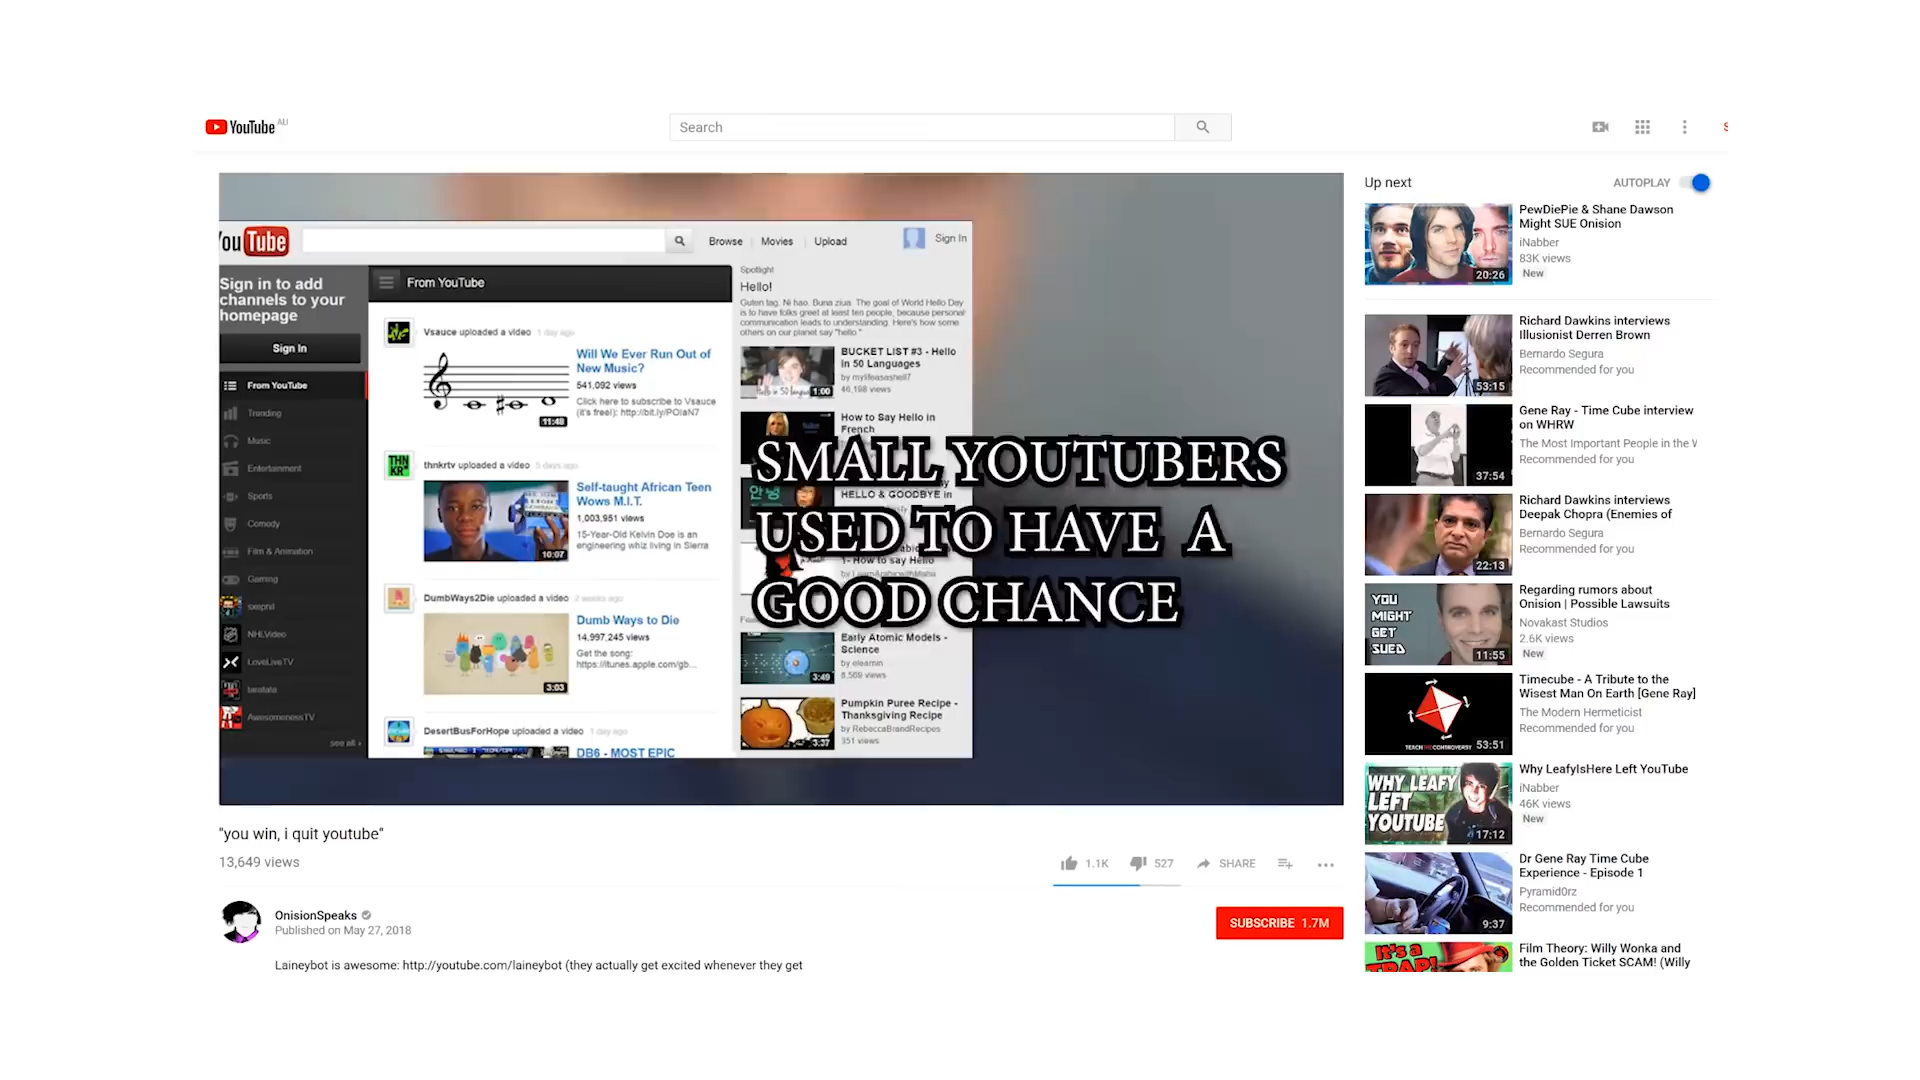 YouTube AU
Search
S
ouTube
Browse
Movies
Upload
Sign In
Sign in to add
channels to your
homepage
Sign In
From YouTube
Trending
Music
Entertainment
Sports
Comedy
Film & Animation
Gaming
sxephil
NHLVideo
LoveLiveTV
taratata
AwesomenessTV
see all ›
From YouTube
Vsauce uploaded a video 1 day ago
Will We Ever Run Out of
New Music?
541,092 views
Click here to subscribe to Vsauce
(it's free!): http://bit.ly/POlaN7
11:48
THN
KR
thnkrtv uploaded a video 5 days ago
Self-taught African Teen
Wows M.I.T.
1,003,951 views
15-Year-Old Kelvin Doe is an
engineering whiz living in Sierra
10:07
DumbWays2Die uploaded a video 2 weeks ago
Dumb Ways to Die
14,997,245 views
Get the song:
https://itunes.apple.com/gb...
3:03
DesertBusForHope uploaded a video 1 day ago
DB6 - MOST EPIC
Spotlight
Hello!
Guten tag. Ni hao. Buna ziua. The goal of World Hello Day
is to have folks greet at least ten people, because personal
communication leads to understanding. Here's how some
others on our planet say "hello."
BUCKET LIST #3 - Hello
in 50 Languages
by mylifeasashell7
46,198 views
1:00
How to Say Hello in
French
안녕
HELLO & GOODBYE in
1- How to say Hello
SMALL YOUTUBERS
USED TO HAVE A
GOOD CHANCE
Early Atomic Models -
Science
by elearnin
8,569 views
3:49
Pumpkin Puree Recipe -
Thanksgiving Recipe
by RebeccaBrandRecipes
351 views
3:37
"you win, i quit youtube"
13,649 views
1.1K
527
SHARE
OnisionSpeaks
Published on May 27, 2018
SUBSCRIBE 1.7M
Laineybot is awesome: http://youtube.com/laineybot (they actually get excited whenever they get
Up next
AUTOPLAY
PewDiePie & Shane Dawson
Might SUE Onision
iNabber
83K views
New
20:26
Richard Dawkins interviews
Illusionist Derren Brown
Bernardo Segura
Recommended for you
53:15
Gene Ray - Time Cube interview
on WHRW
The Most Important People in the W
Recommended for you
37:54
Richard Dawkins interviews
Deepak Chopra (Enemies of
Bernardo Segura
Recommended for you
22:13
Regarding rumors about
Onision | Possible Lawsuits
Novakast Studios
2.6K views
New
YOU
MIGHT
GET
SUED
11:55
Timecube - A Tribute to the
Wisest Man On Earth [Gene Ray]
The Modern Hermeticist
Recommended for you
TEACH THE CONTROVERSY
53:51
Why LeafyIsHere Left YouTube
iNabber
46K views
New
WHY LEAFY
LEFT
YOUTUBE
17:12
Dr Gene Ray Time Cube
Experience - Episode 1
Pyramid0rz
Recommended for you
9:37
Film Theory: Willy Wonka and
the Golden Ticket SCAM! (Willy
It's a
TRAP!